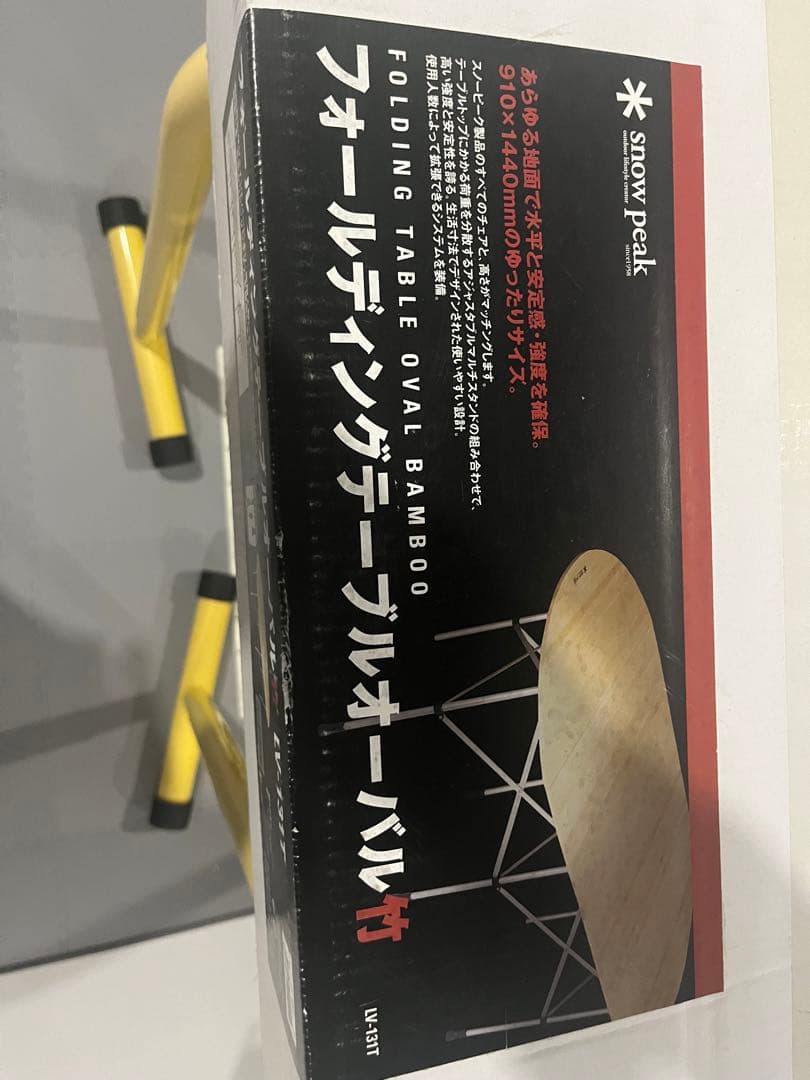 snow peak
outdoor lifestyle creator
since1958
あらゆる地面で水平と安定感・強度を確保。
910×1440mmのゆったりサイズ。
スノーピーク製品のすべてのチェアと、高さがマッチングします。
テーブルトップにかかる荷重を分散するアジャスタブルマルチスタンドの組み合わせで、
高い強度と安定性を誇る。生活寸法でデザインされた使いやすい設計。
使用人数によって拡張できるシステムを装備。
FOLDING TABLE OVAL BAMBOO
フォールディングテーブルオーバル竹
LV-131T